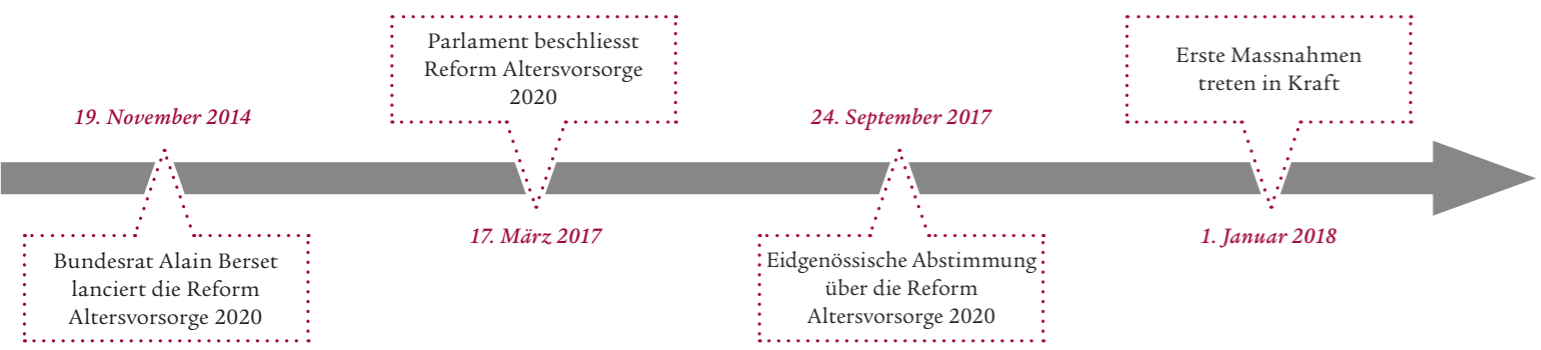 19. November 2014
Bundesrat Alain Berset
lanciert die Reform
Altersvorsorge 2020
Parlament beschliesst
Reform Altersvorsorge
2020
17. März 2017
24. September 2017
Eidgenössische Abstimmung
über die Reform
Altersvorsorge 2020
Erste Massnahmen
treten in Kraft
1. Januar 2018